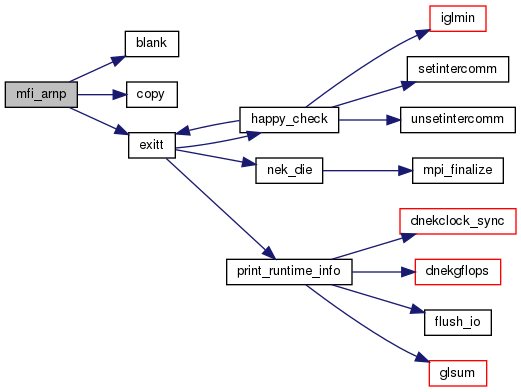 mfi_arnp
blank
copy
exitt
happy_check
iglmin
setintercomm
unsetintercomm
nek_die
mpi_finalize
print_runtime_info
dnekclock_sync
dnekgflops
flush_io
glsum